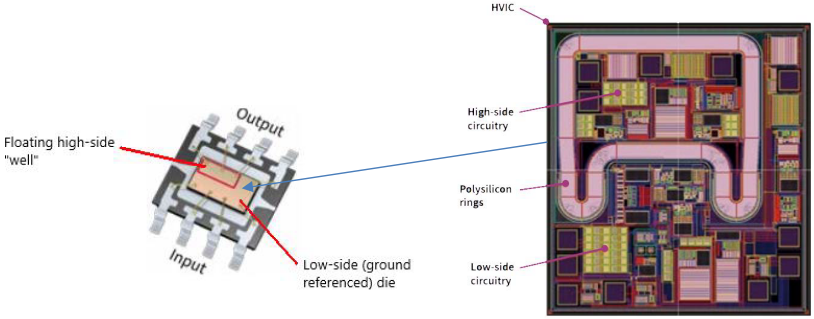 HVIC
Output
Floating high-side
"well"
High-side
circuitry
Polysilicon
rings
Low-side (ground
referenced) die
Input
Low-side
circuitry